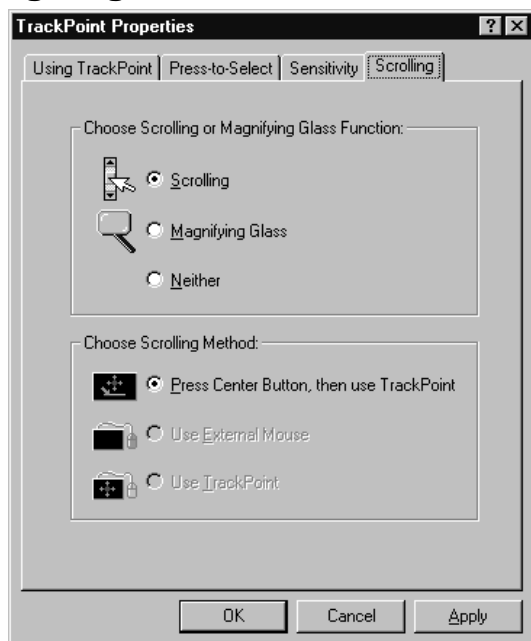 TrackPoint Properties
Using TrackPoint Press-to-Select Sensitivity Scrolling
Choose Scrolling or Magnifying Glass Function:
Scrolling
Magnifying Glass
Neither
Choose Scrolling Method:
Press Center Button, then use TrackPoint
Use External Mouse
Use TrackPoint
OK Cancel Apply